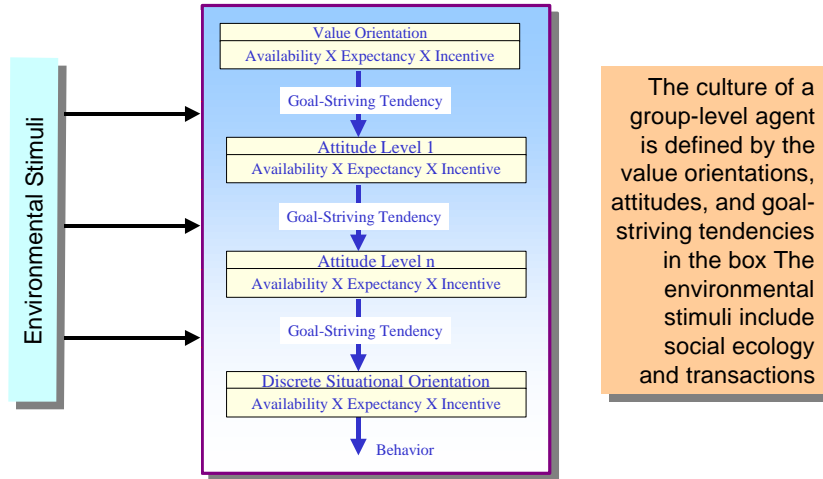 Environmental Stimuli
Value Orientation
Availability X Expectancy X Incentive
Goal-Striving Tendency
Attitude Level 1
Availability X Expectancy X Incentive
Goal-Striving Tendency
Attitude Level n
Availability X Expectancy X Incentive
Goal-Striving Tendency
Discrete Situational Orientation
Availability X Expectancy X Incentive
Behavior
The culture of a
group-level agent
is defined by the
value orientations,
attitudes, and goal-
striving tendencies
in the box The
environmental
stimuli include
social ecology
and transactions